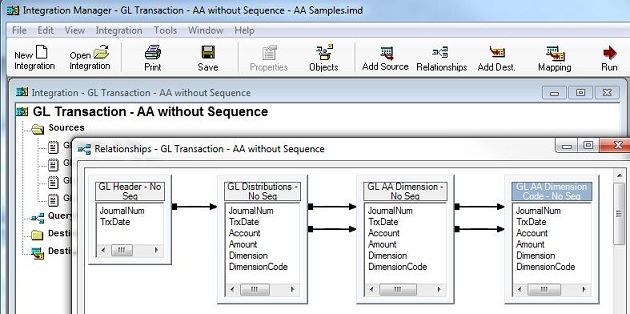 Integration Manager - GL Transaction - AA without Sequence - AA Samples.imd
File Edit View Integration Tools Window Help
New Integration
Open Integration
Print
Save
Properties
Objects
Add Source
Relationships
Add Dest.
Mapping
Run
Integration - GL Transaction - AA without Sequence
GL Transaction - AA without Sequence
Sources
GL
GL
GL
GL
Query
Desti
Desti
Relationships - GL Transaction - AA without Sequence
GL Header - No Seq
JournalNum
TrxDate
GL Distributions - No Seq
JournalNum
TrxDate
Account
Amount
Dimension
DimensionCode
GL AA Dimension - No Seq
JournalNum
TrxDate
Account
Amount
Dimension
DimensionCode
GL AA Dimension Code - No Seq
JournalNum
TrxDate
Account
Amount
Dimension
DimensionCode